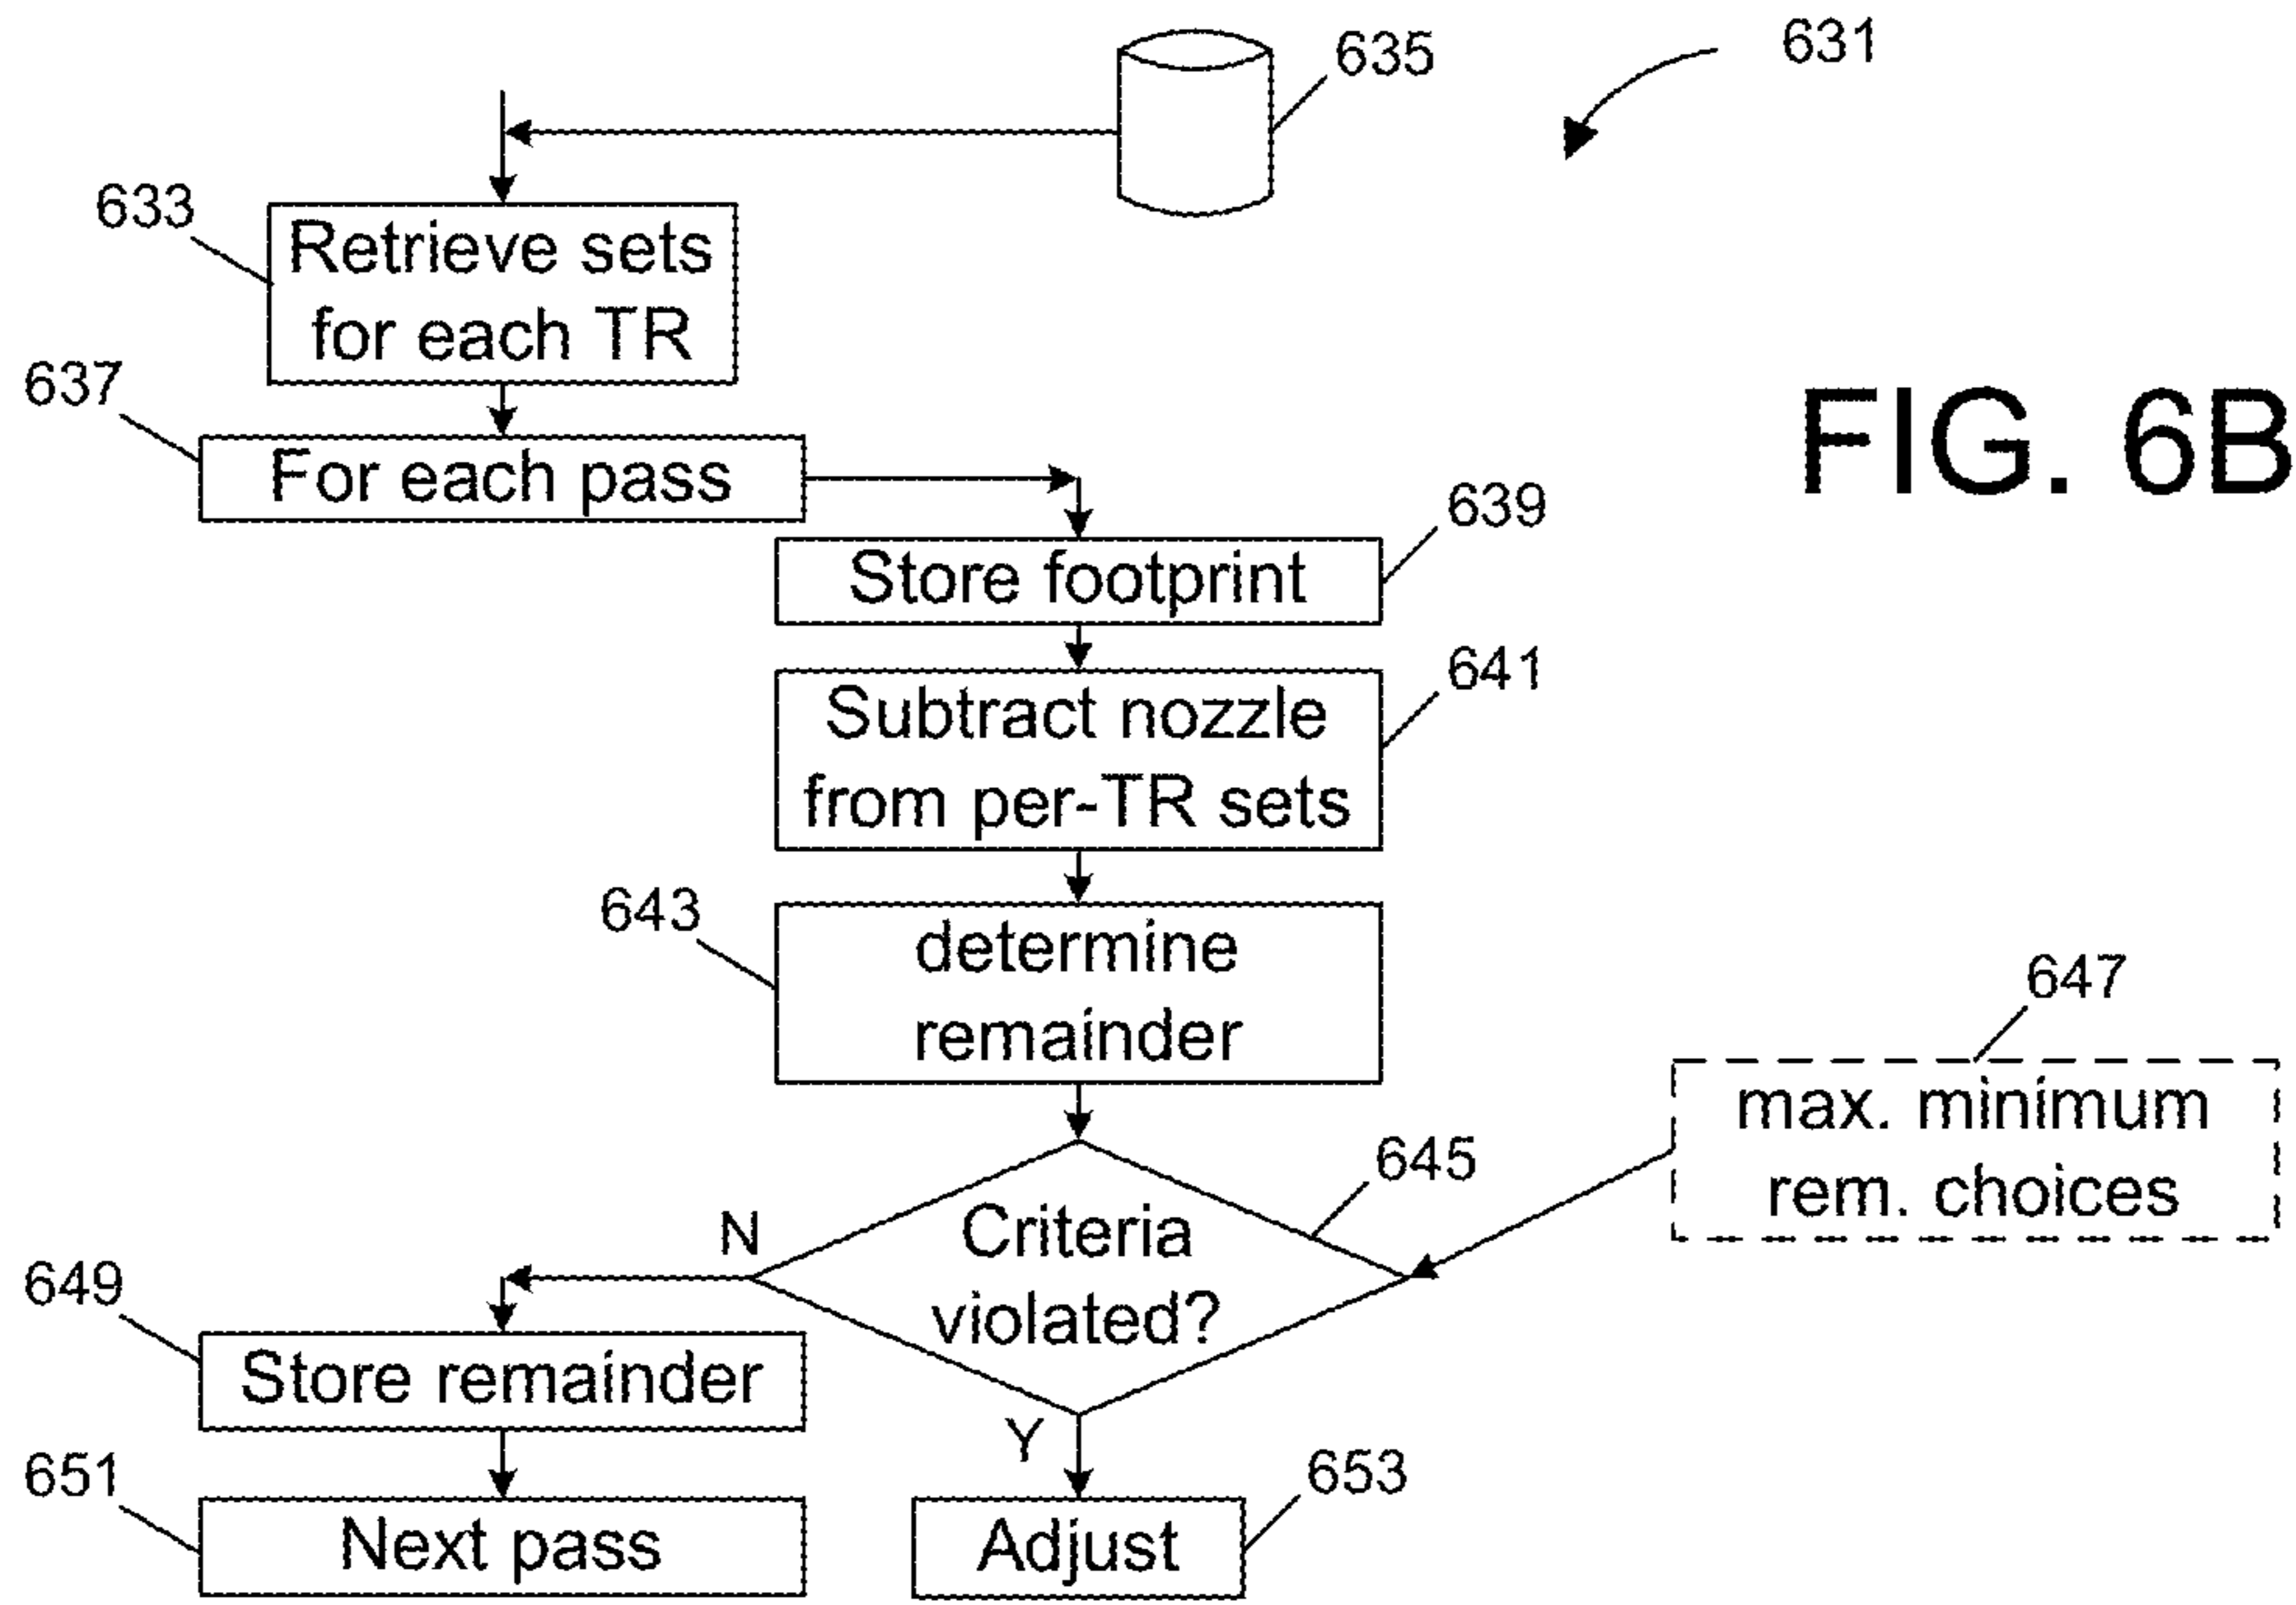 635
631
633
Retrieve sets
for each TR
637
For each pass
FIG. 6B
639
Store footprint
641
Subtract nozzle
from per-TR sets
643
determine
remainder
647
max. minimum
rem. choices
645
Criteria
violated?
N
649
Store remainder
Y
651
Next pass
653
Adjust